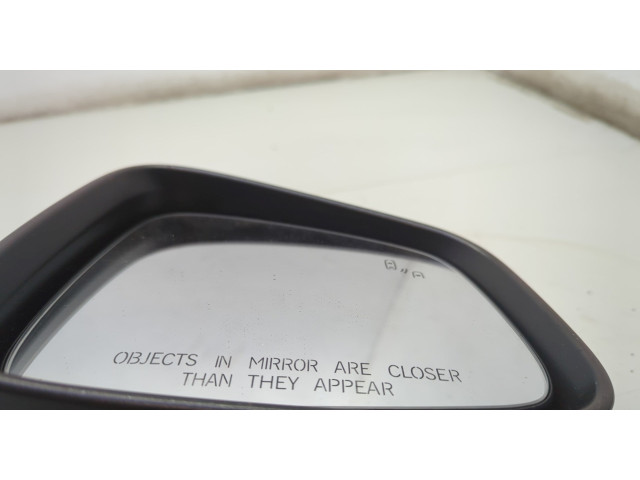 OBJECTS IN MIRROR ARE CLOSER
THAN THEY APPEAR